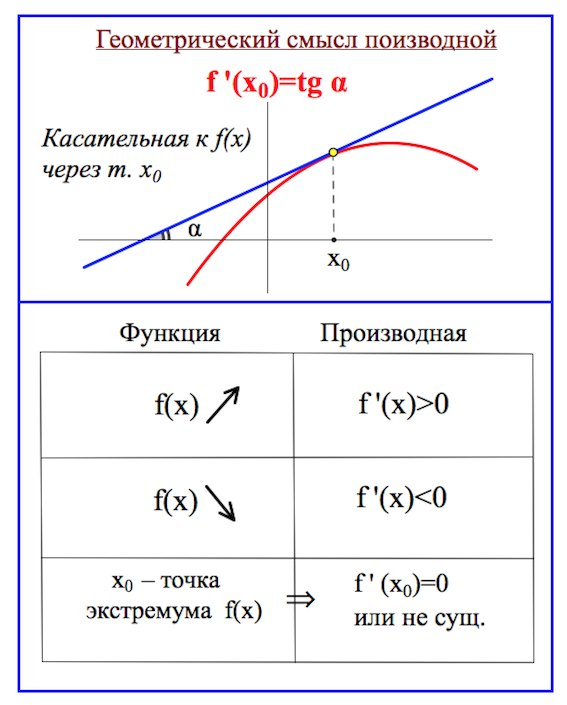 Геометрический смысл поизводной
f '(x₀)=tg α
Касательная к f(x)
через т. x₀
α
x₀
Функция Производная
f(x) ↗ f '(x)>0
f(x) ↘ f '(x)<0
x₀ – точка
экстремума f(x) ⇒ f ' (x₀)=0
или не сущ.